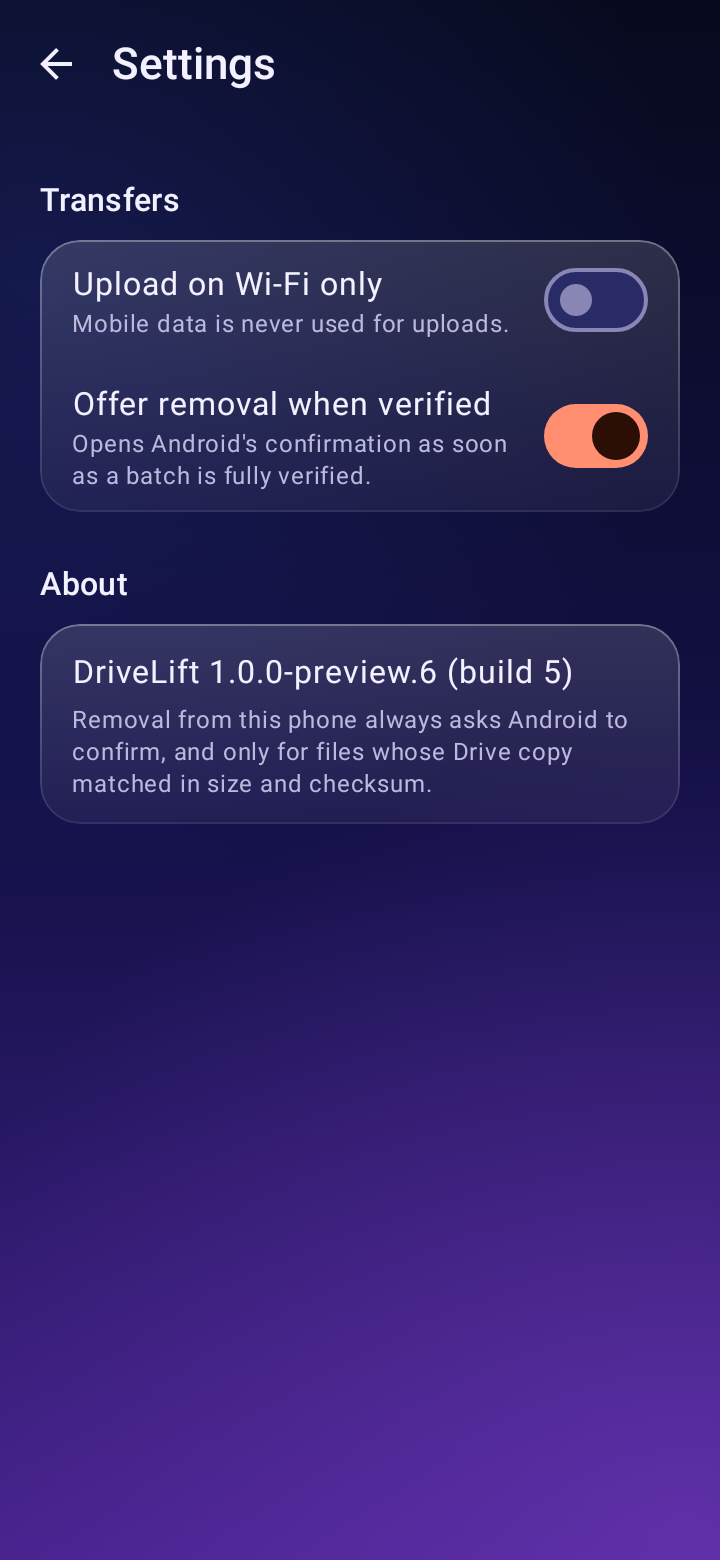 Settings
Transfers
Upload on Wi-Fi only
Mobile data is never used for uploads.
Offer removal when verified
Opens Android's confirmation as soon
as a batch is fully verified.
About
DriveLift 1.0.0-preview.6 (build 5)
Removal from this phone always asks Android to
confirm, and only for files whose Drive copy
matched in size and checksum.